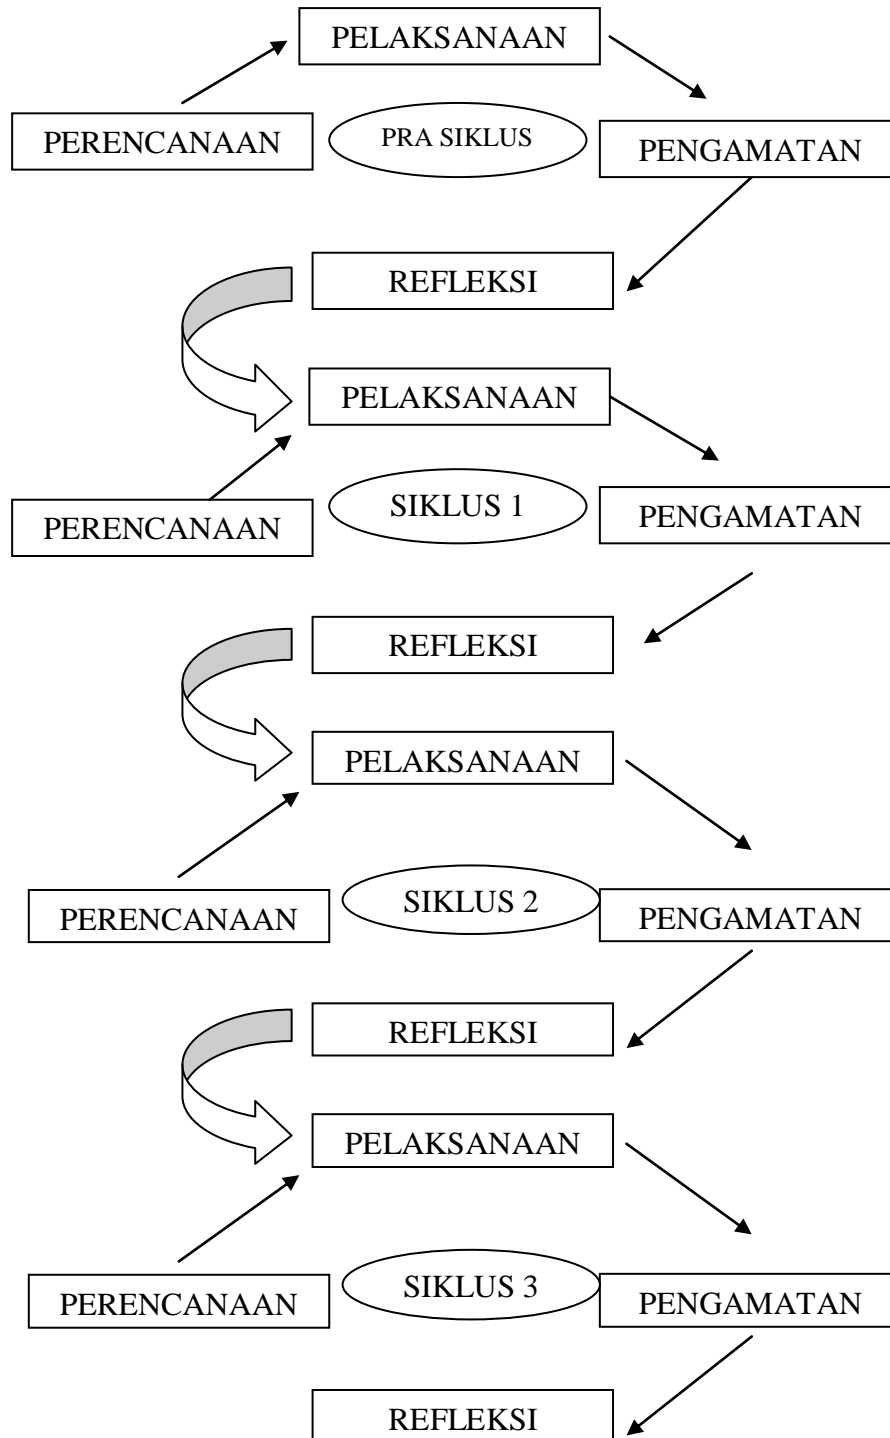 PELAKSANAAN
PERENCANAAN
PRA SIKLUS
PENGAMATAN
REFLEKSI
PELAKSANAAN
PERENCANAAN
SIKLUS 1
PENGAMATAN
REFLEKSI
PELAKSANAAN
PERENCANAAN
SIKLUS 2
PENGAMATAN
REFLEKSI
PELAKSANAAN
PERENCANAAN
SIKLUS 3
PENGAMATAN
REFLEKSI